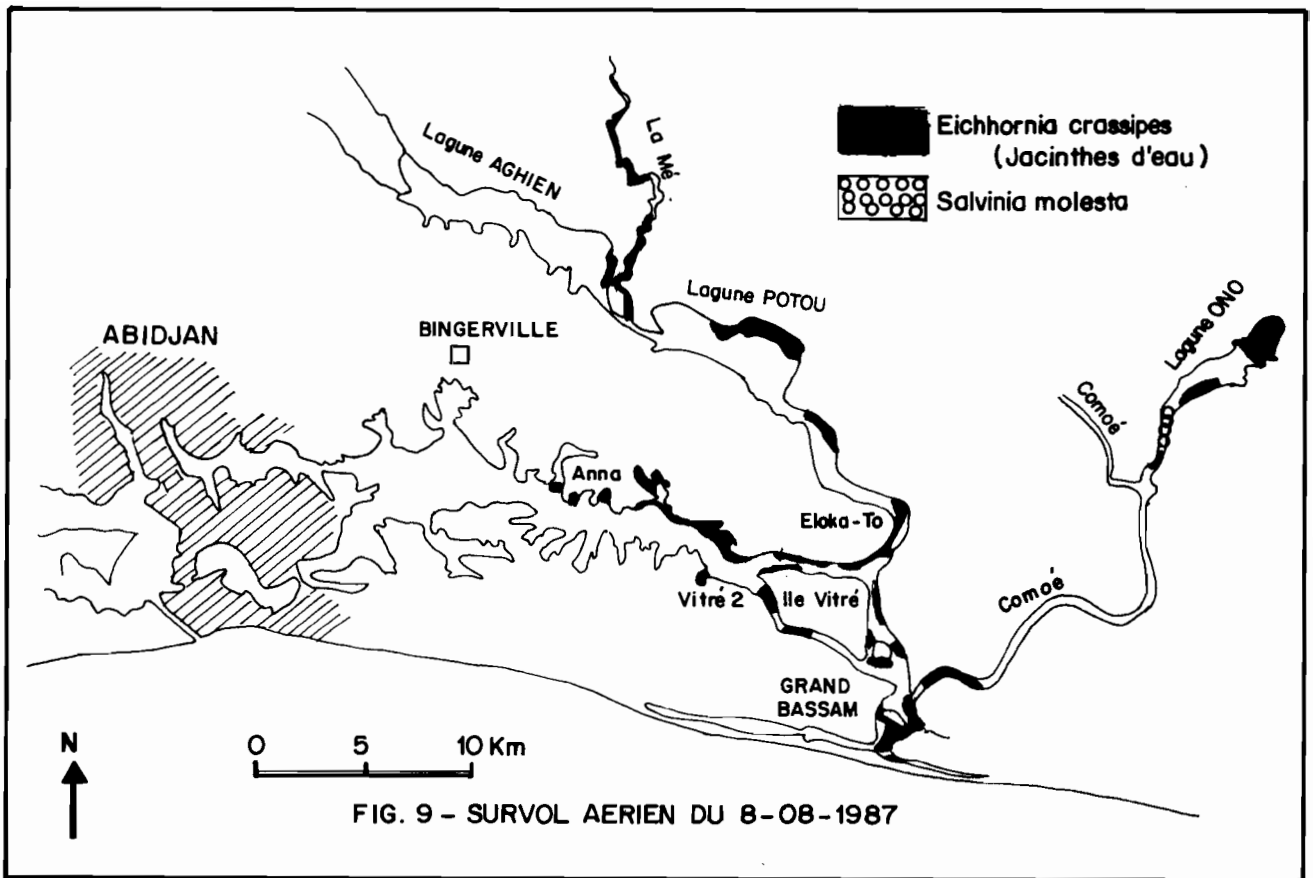 Lagune AGHIEN
La Mé
Eichhornia crassipes
(Jacinthes d'eau)
Salvinia molesta
Lagune POTOU
Lagune ONO
ABIDJAN
BINGERVILLE
Comoé
Anna
Eloka-To
Vitré 2
Ile Vitré
Comoé
GRAND
BASSAM
N
0 5 10 Km
FIG. 9 - SURVOL AERIEN DU 8-08-1987